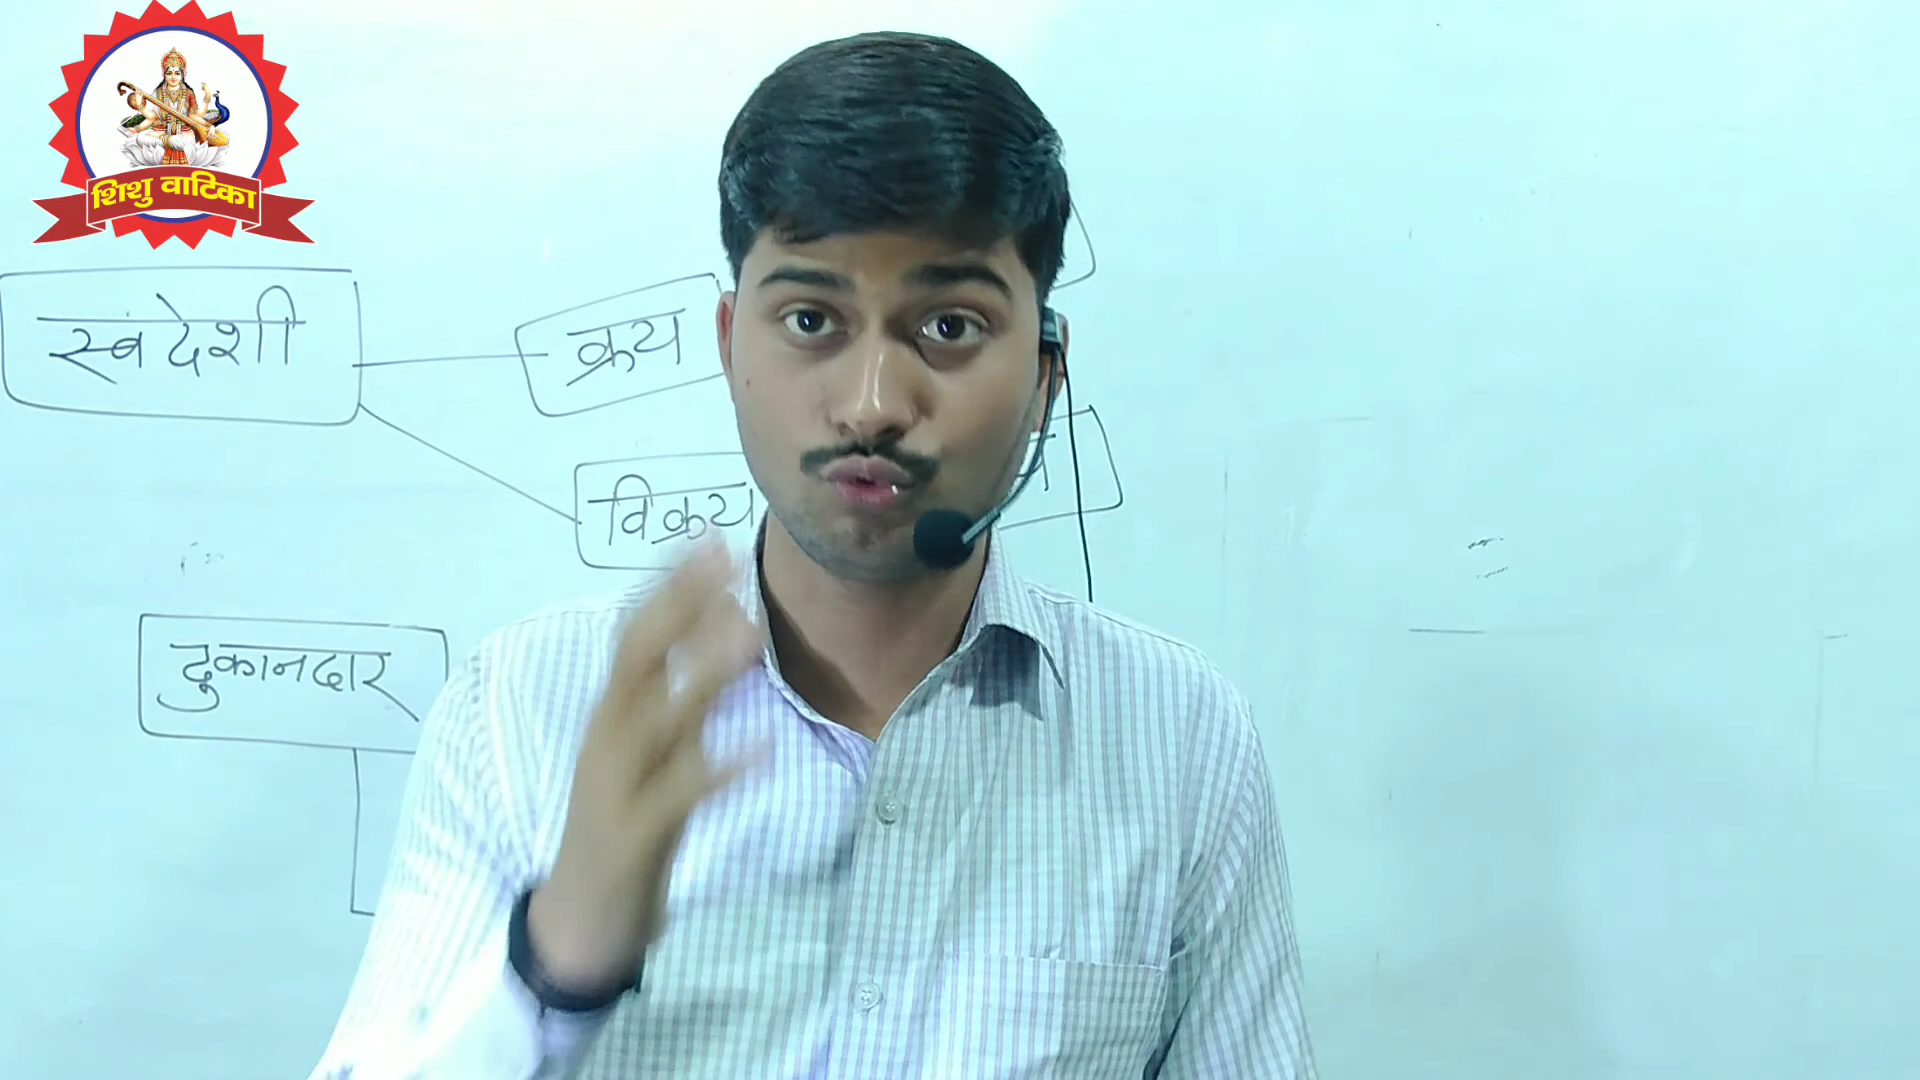 शिशु वाटिका
स्वदेशी
क्रय
विक्रय
दुकानदार